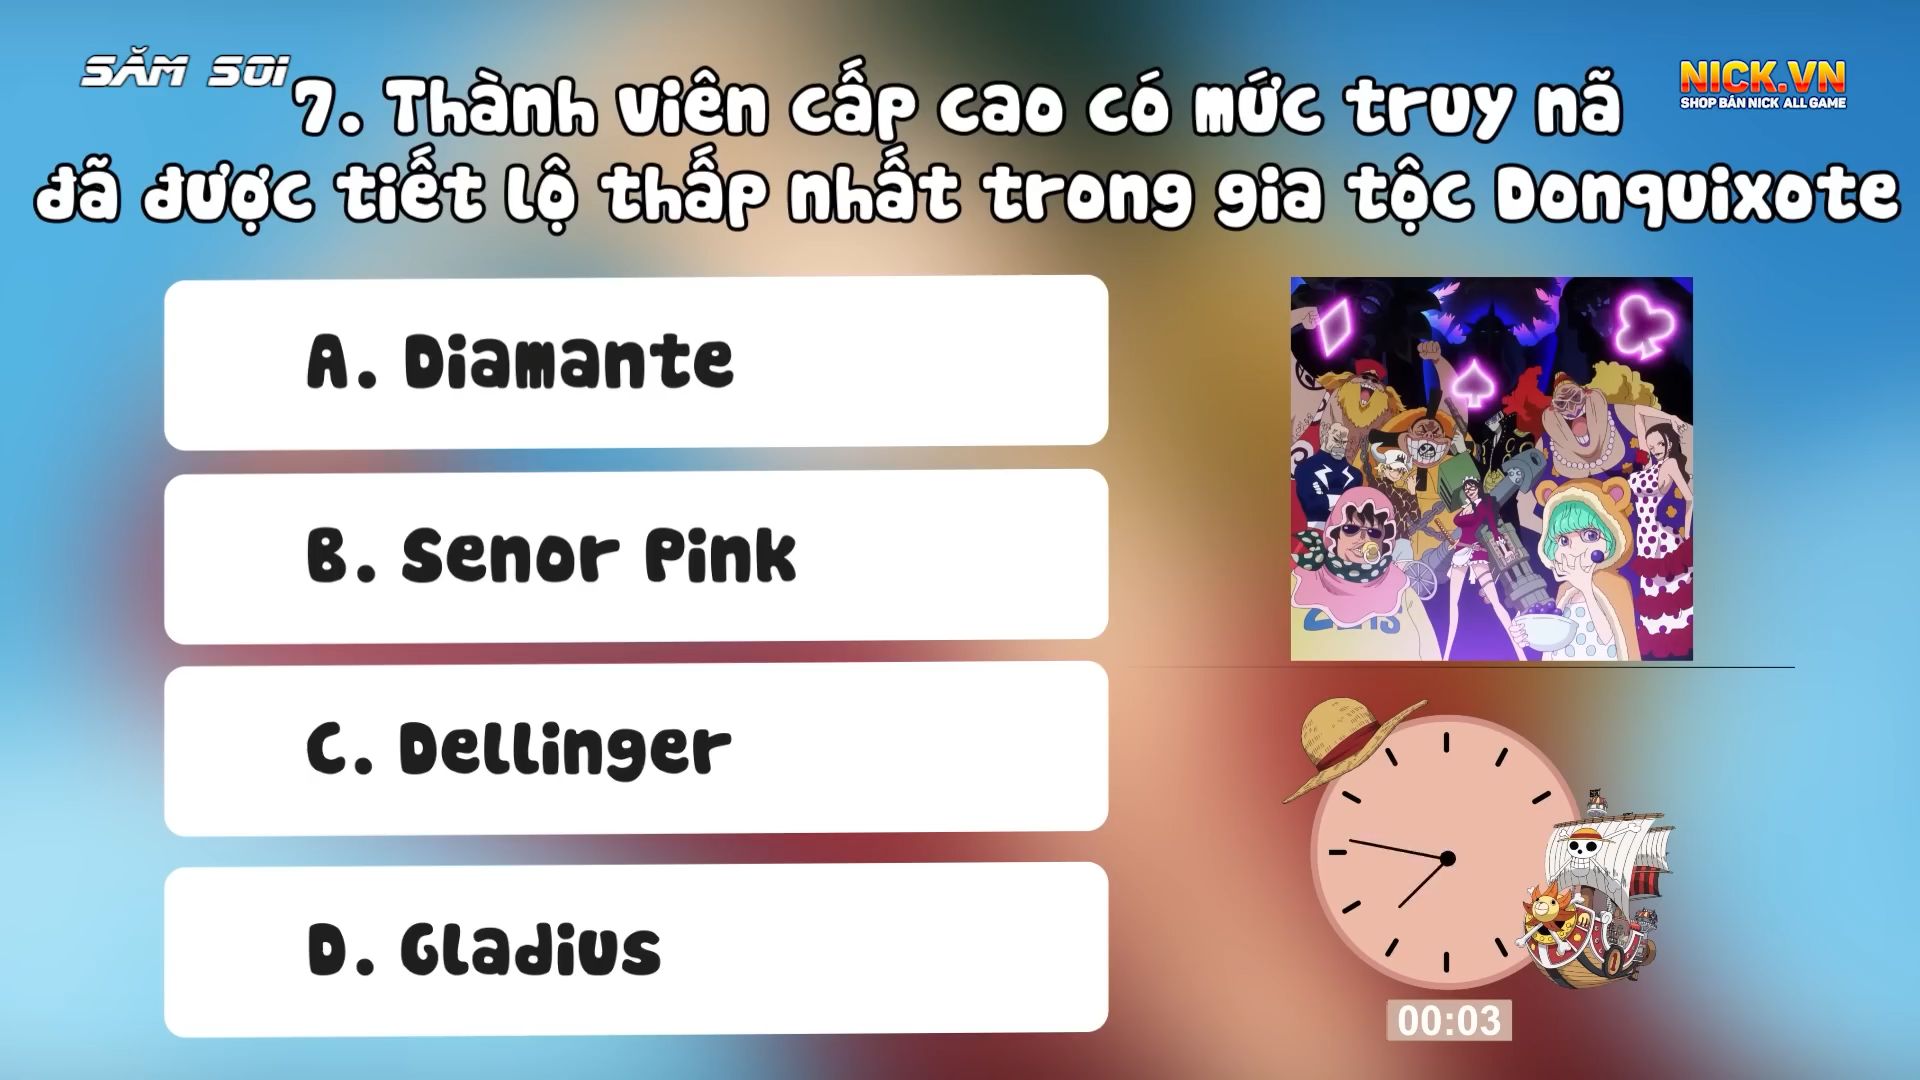 SĂM SOI
NICK.VN
SHOP BÁN NICK ALL GAME
7. Thành viên cấp cao có mức truy nã
đã được tiết lộ thấp nhất trong gia tộc Donquixote
A. Diamante
B. Senor Pink
C. Dellinger
D. Gladius
00:03